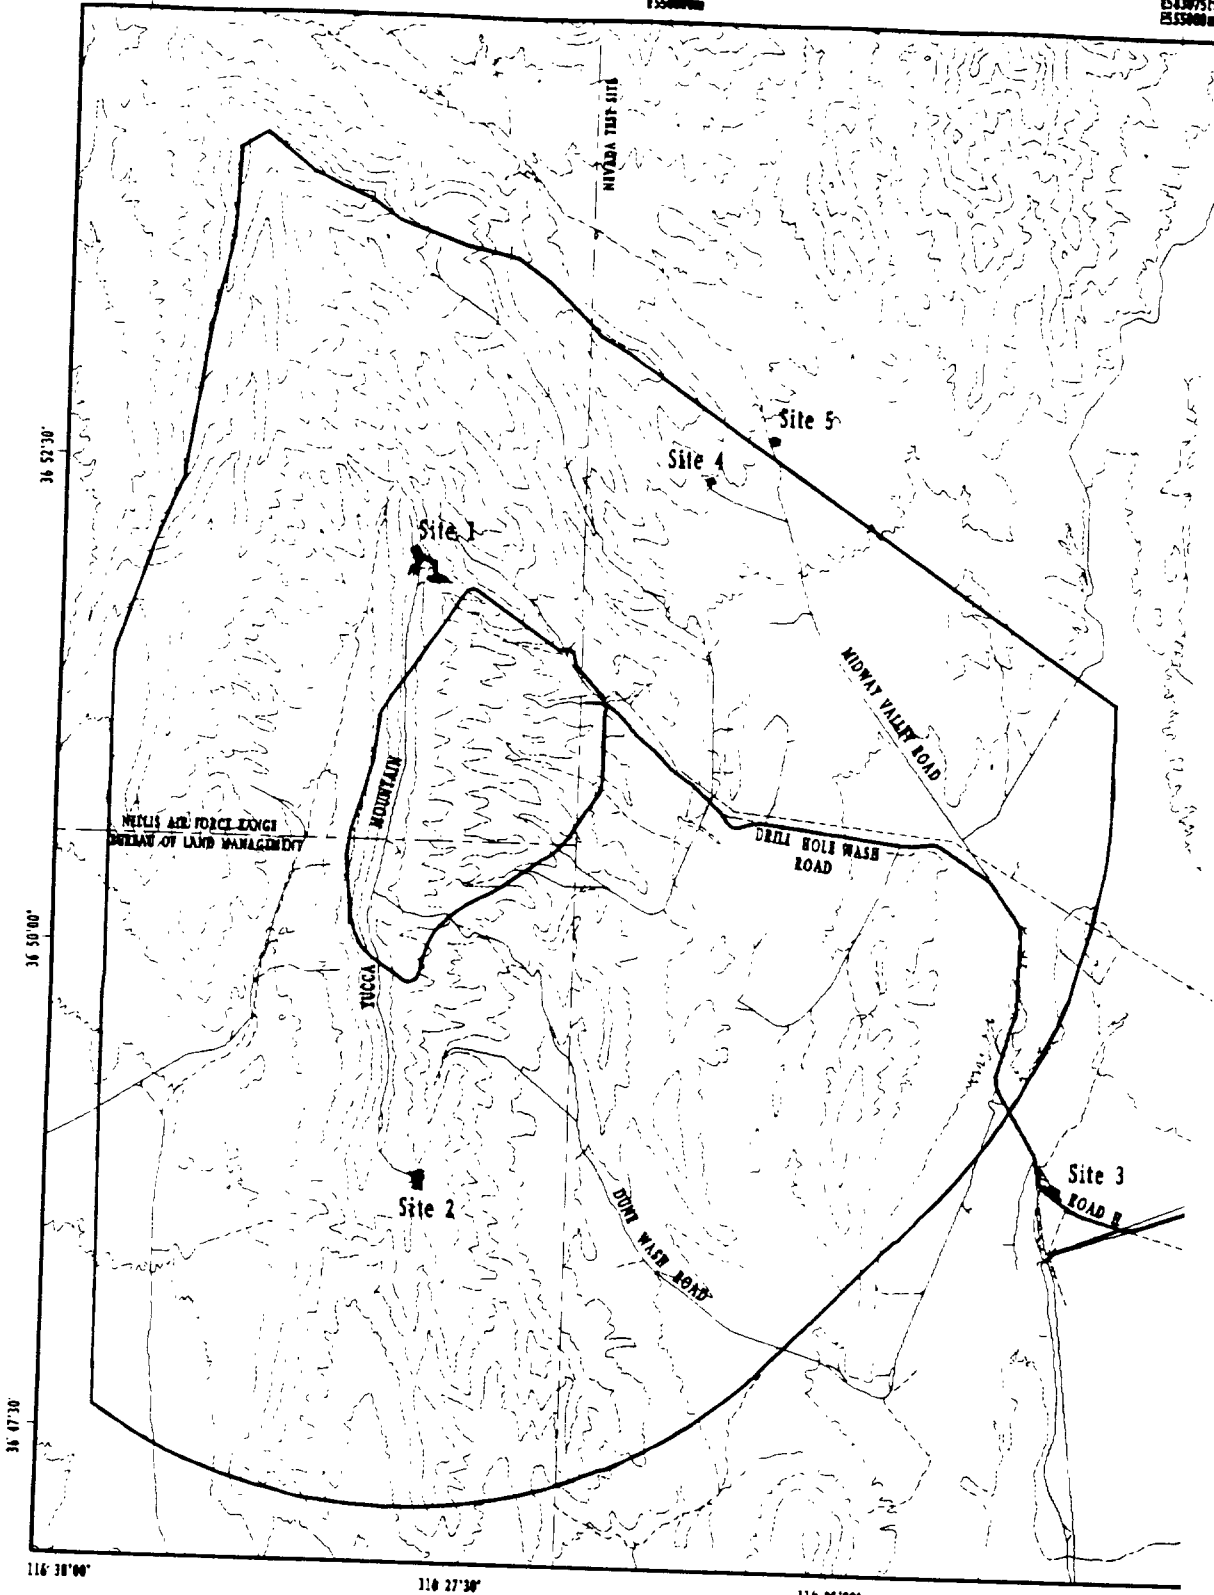 NEVADA TEST SITE
Site 5
Site 4
36 52'30"
Site 1
MIDWAY VALLEY ROAD
MOUNTAIN
NELLIS AIR FORCE RANGE
BUREAU OF LAND MANAGEMENT
DRILL HOLE WASH
ROAD
36 50'00"
YUCCA
Site 3
ROAD H
Site 2
DUNE WASH ROAD
36 47'30
116 30'00"
116 27'30"